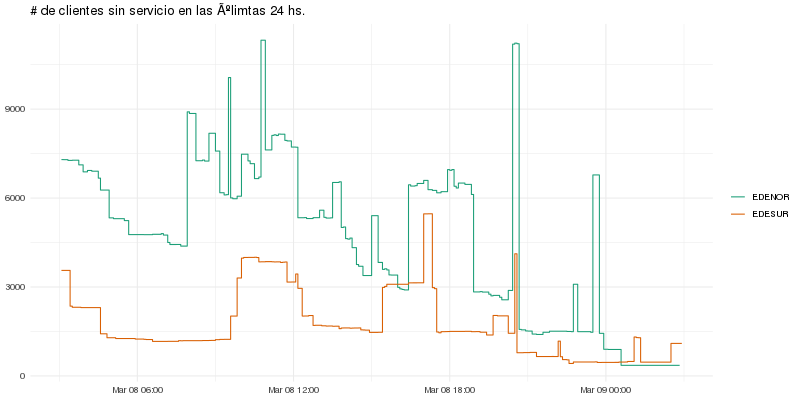 # de clientes sin servicio en las Ãºlimtas 24 hs.
9000
6000
3000
0
Mar 08 06:00
Mar 08 12:00
Mar 08 18:00
Mar 09 00:00
EDENOR
EDESUR